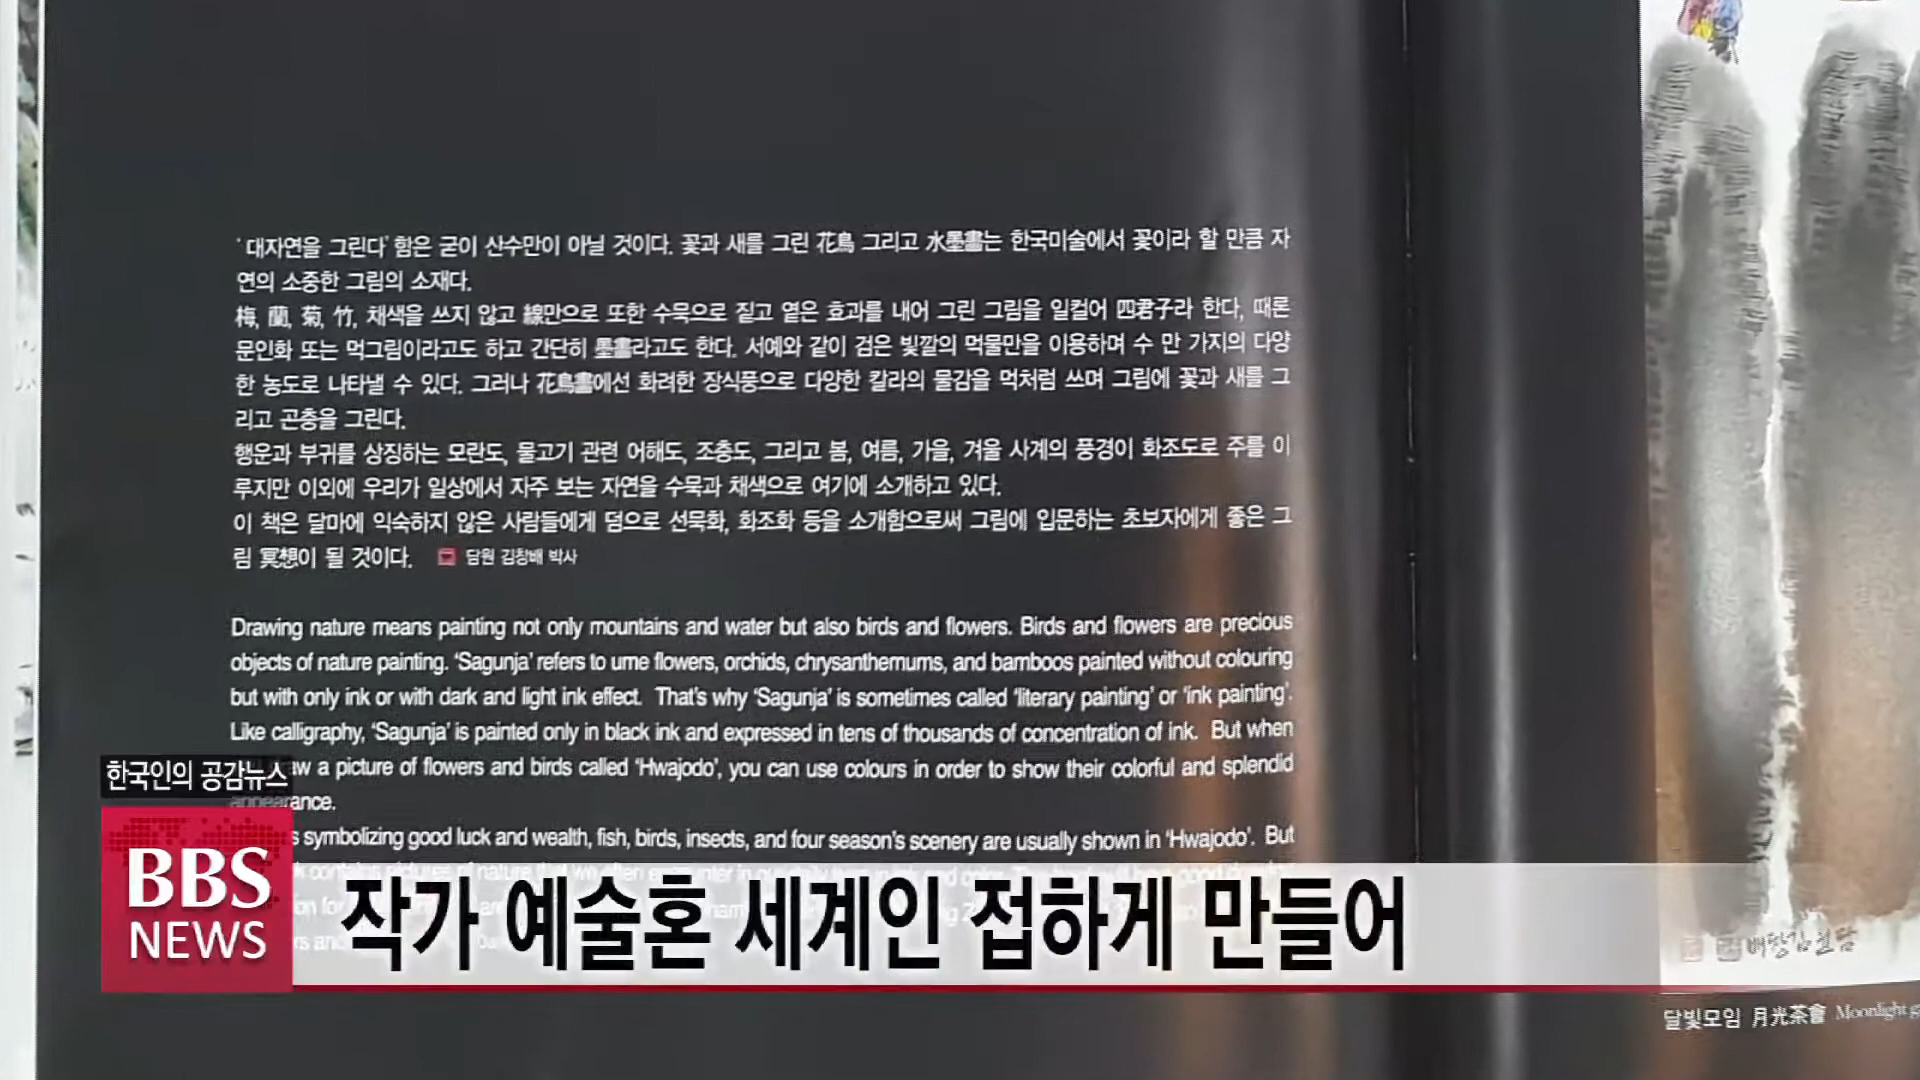 ‘대자연을 그린다’ 함은 굳이 산수만이 아닐 것이다. 꽃과 새를 그린 花鳥 그리고 水墨畵는 한국미술에서 꽃이라 할 만큼 자
연의 소중한 그림의 소재다.
梅, 蘭, 菊, 竹, 채색을 쓰지 않고 線만으로 또한 수묵으로 짙고 옅은 효과를 내어 그린 그림을 일컬어 四君子라 한다, 때론
문인화 또는 먹그림이라고도 하고 간단히 墨畵라고도 한다. 서예와 같이 검은 빛깔의 먹물만을 이용하며 수 만 가지의 다양
한 농도로 나타낼 수 있다. 그러나 花鳥畵에선 화려한 장식풍으로 다양한 칼라의 물감을 먹처럼 쓰며 그림에 꽃과 새를 그
리고 곤충을 그린다.
행운과 부귀를 상징하는 모란도, 물고기 관련 어해도, 조충도, 그리고 봄, 여름, 가을, 겨울 사계의 풍경이 화조도로 주를 이
루지만 이외에 우리가 일상에서 자주 보는 자연을 수묵과 채색으로 여기에 소개하고 있다.
이 책은 달마에 익숙하지 않은 사람들에게 덤으로 선묵화, 화조화 등을 소개함으로써 그림에 입문하는 초보자에게 좋은 그
림 冥想이 될 것이다. 담원 김창배 박사
Drawing nature means painting not only mountains and water but also birds and flowers. Birds and flowers are precious
objects of nature painting. ‘Sagunja’ refers to ume flowers, orchids, chrysanthemums, and bamboos painted without colouring
but with only ink or with dark and light ink effect. That’s why ‘Sagunja’ is sometimes called ‘literary painting’ or ‘ink painting’.
Like calligraphy, ‘Sagunja’ is painted only in black ink and expressed in tens of thousands of concentration of ink. But when
a picture of flowers and birds called ‘Hwajodo’, you can use colours in order to show their colorful and splendid
appearance.
symbolizing good luck and wealth, fish, birds, insects, and four season’s scenery are usually shown in ‘Hwajodo’. But
한국인의 공감뉴스
BBS
NEWS
작가 예술혼 세계인 접하게 만들어
달빛모임 月光茶會 Moonlight